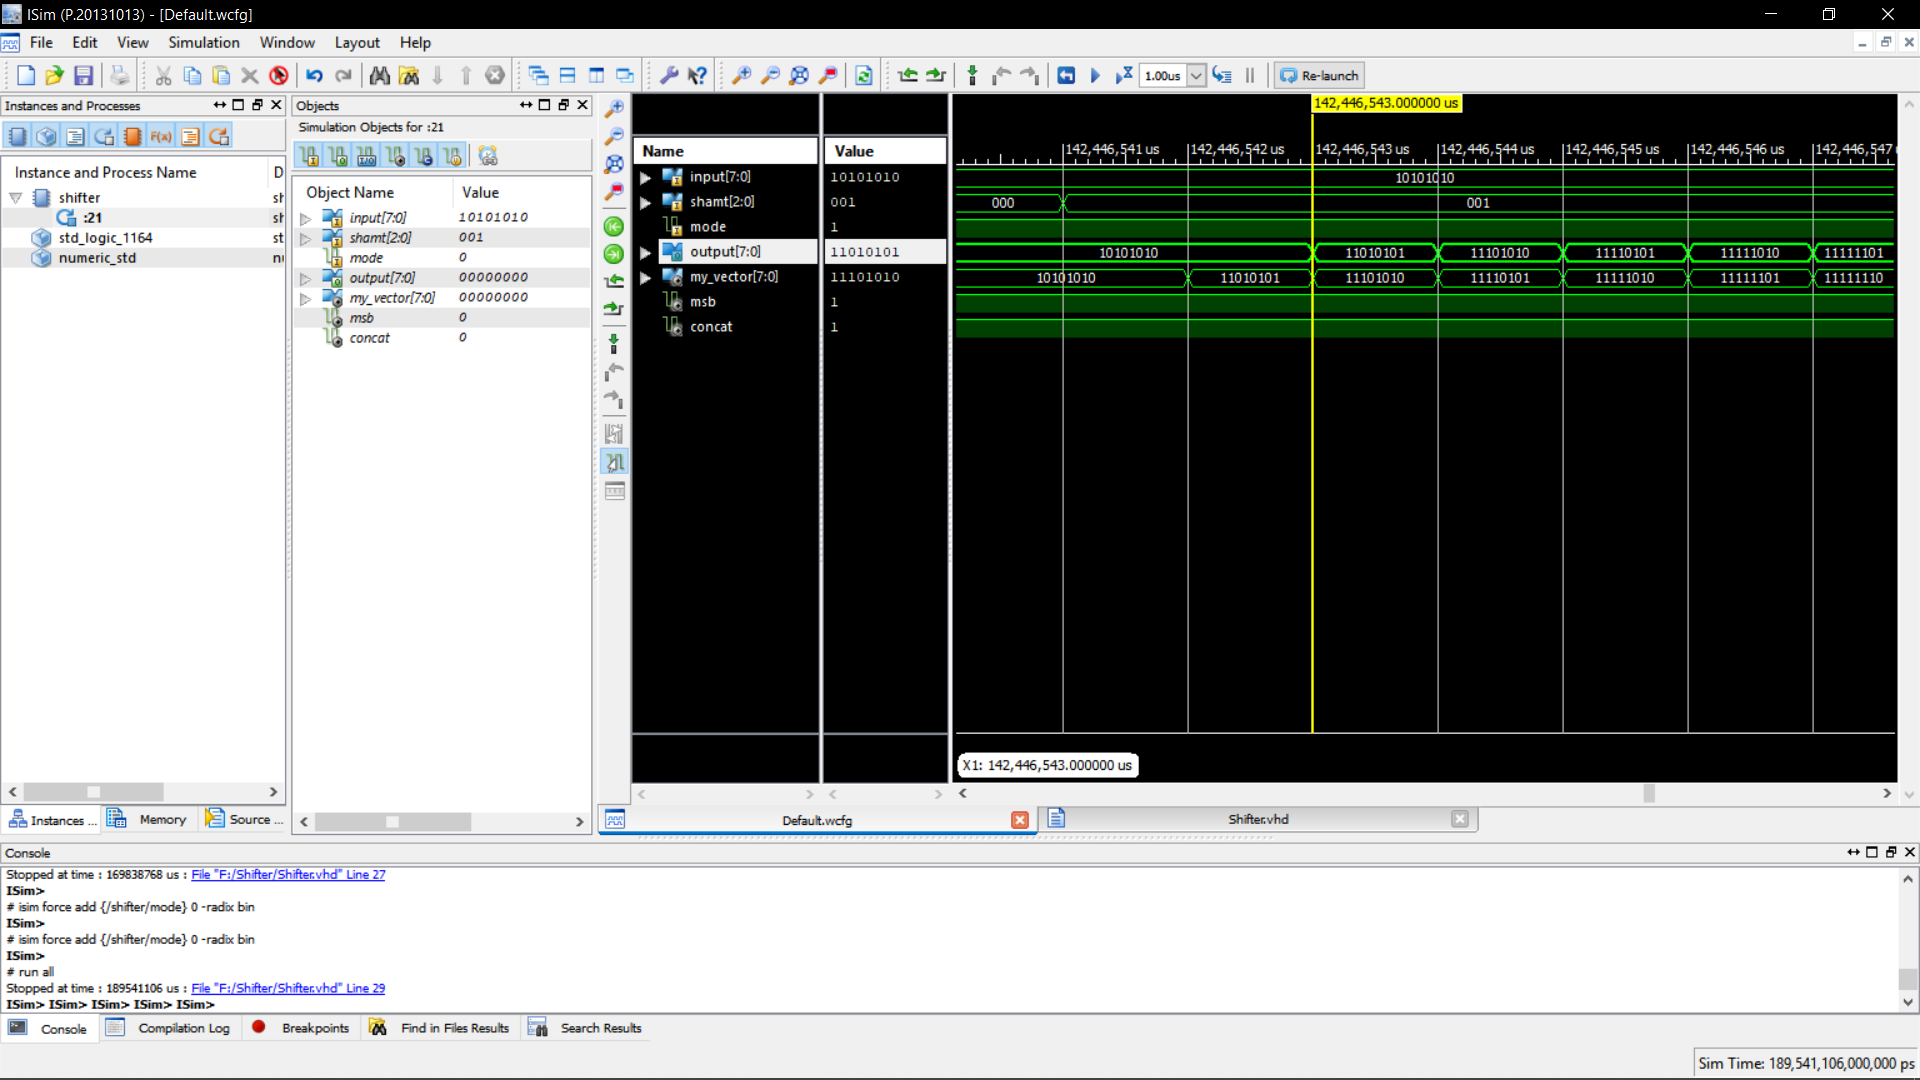 ISim (P.20131013) - [Default.wcfg]
File Edit View Simulation Window Layout Help
1.00us Re-launch
Instances and Processes
Instance and Process Name D
shifter sh
:21 sh
std_logic_1164 st
numeric_std nu
Instances ... Memory Source ...
Objects
Simulation Objects for :21
Object Name Value
input[7:0] 10101010
shamt[2:0] 001
mode 0
output[7:0] 00000000
my_vector[7:0] 00000000
msb 0
concat 0
Name Value
input[7:0] 10101010
shamt[2:0] 001
mode 1
output[7:0] 11010101
my_vector[7:0] 11101010
msb 1
concat 1
142,446,543.000000 us
142,446,541 us 142,446,542 us 142,446,543 us 142,446,544 us 142,446,545 us 142,446,546 us 142,446,547
10101010
000 001
10101010 11010101 11101010 11110101 11111010 11111101
10101010 11010101 11101010 11110101 11111010 11111101 11111110
X1: 142,446,543.000000 us
Default.wcfg Shifter.vhd
Console
Stopped at time : 169838768 us : File "F:/Shifter/Shifter.vhd" Line 27
ISim>
# isim force add {/shifter/mode} 0 -radix bin
ISim>
# isim force add {/shifter/mode} 0 -radix bin
ISim>
# run all
Stopped at time : 189541106 us : File "F:/Shifter/Shifter.vhd" Line 29
ISim> ISim> ISim> ISim> ISim>
Console Compilation Log Breakpoints Find in Files Results Search Results
Sim Time: 189,541,106,000,000 ps